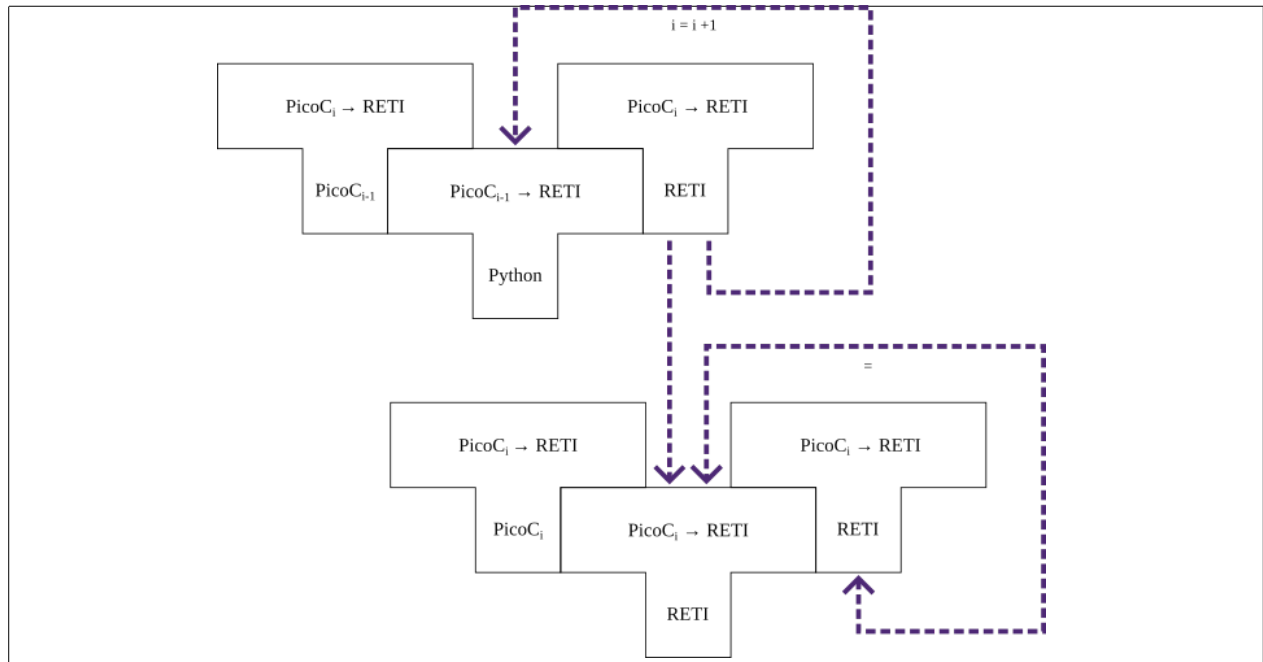 i = i +1
PicoCᵢ → RETI
PicoCᵢ → RETI
PicoCᵢ₋₁
PicoCᵢ₋₁ → RETI
RETI
Python
=
PicoCᵢ → RETI
PicoCᵢ → RETI
PicoCᵢ
PicoCᵢ → RETI
RETI
RETI